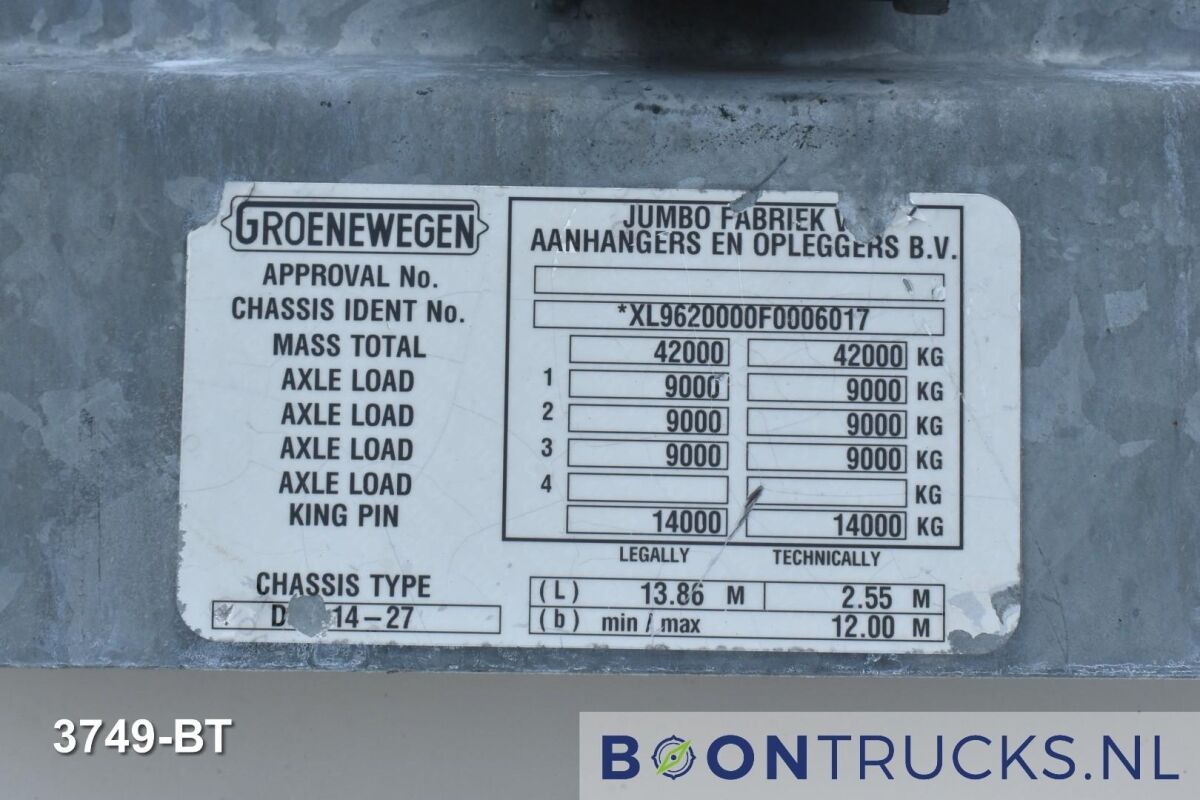 GROENEWEGEN
JUMBO FABRIEK
AANHANGERS EN OPLEGGERS B.V.
APPROVAL No.
CHASSIS IDENT No. *XL9620000F0006017
MASS TOTAL 42000 42000 KG
AXLE LOAD 1 9000 9000 KG
AXLE LOAD 2 9000 9000 KG
AXLE LOAD 3 9000 9000 KG
AXLE LOAD 4 KG
KING PIN 14000 14000 KG
LEGALLY TECHNICALLY
CHASSIS TYPE (L) 13.86 M 2.55 M
14-27 (b) min / max 12.00 M
3749-BT
BOONTRUCKS.NL